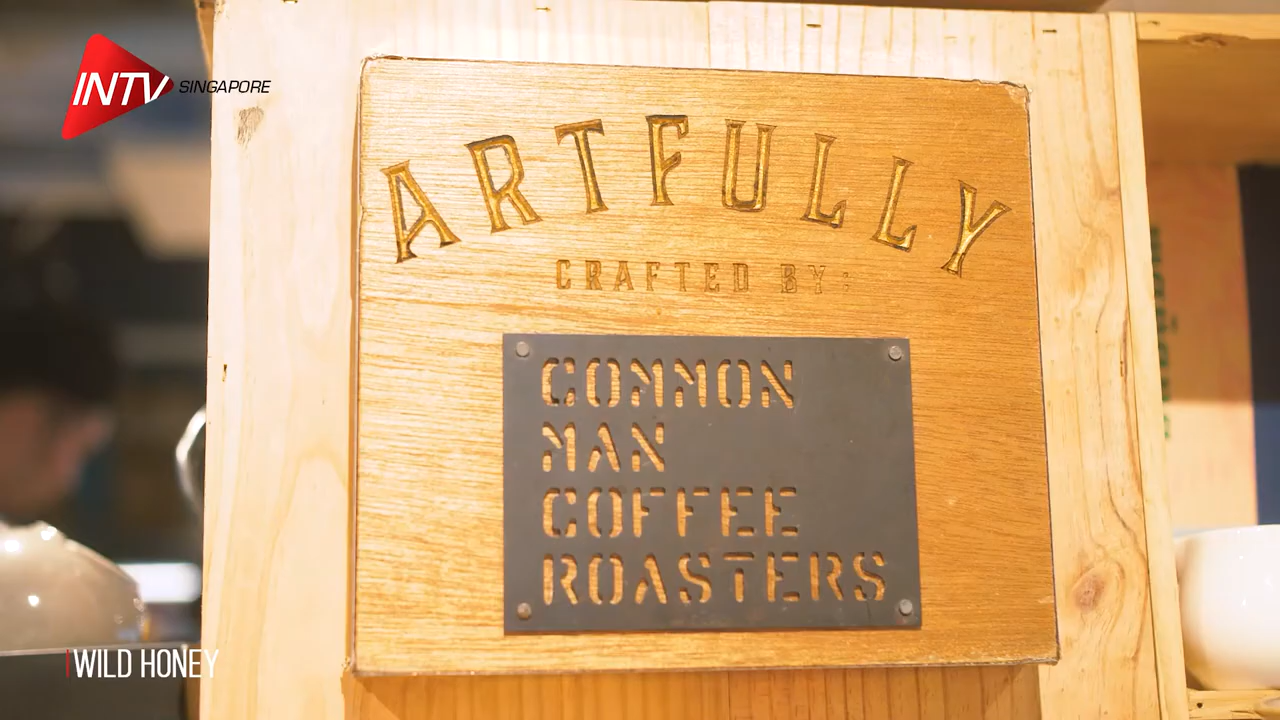 INTV SINGAPORE
ARTFULLY
CRAFTED BY:
COMMON
MAN
COFFEE
ROASTERS
WILD HONEY